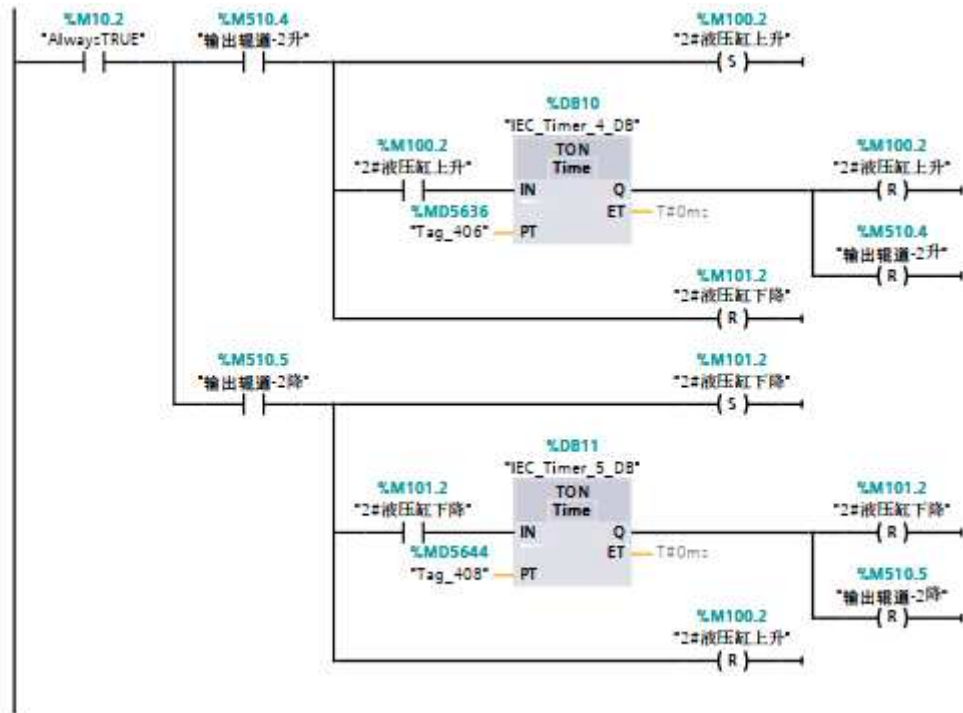 %M10.2
"AlwaysTRUE"
%M510.4
"输出辊道-2升"
%M100.2
"2#液压缸上升"
( S )
%DB10
"IEC_Timer_4_DB"
TON
Time
%M100.2
"2#液压缸上升"
IN
Q
%M100.2
"2#液压缸上升"
( R )
%MD5636
"Tag_406"
PT
ET
T#0ms
%M510.4
"输出辊道-2升"
( R )
%M101.2
"2#液压缸下降"
( R )
%M510.5
"输出辊道-2降"
%M101.2
"2#液压缸下降"
( S )
%DB11
"IEC_Timer_5_DB"
TON
Time
%M101.2
"2#液压缸下降"
IN
Q
%M101.2
"2#液压缸下降"
( R )
%MD5644
"Tag_408"
PT
ET
T#0ms
%M510.5
"输出辊道-2降"
( R )
%M100.2
"2#液压缸上升"
( R )